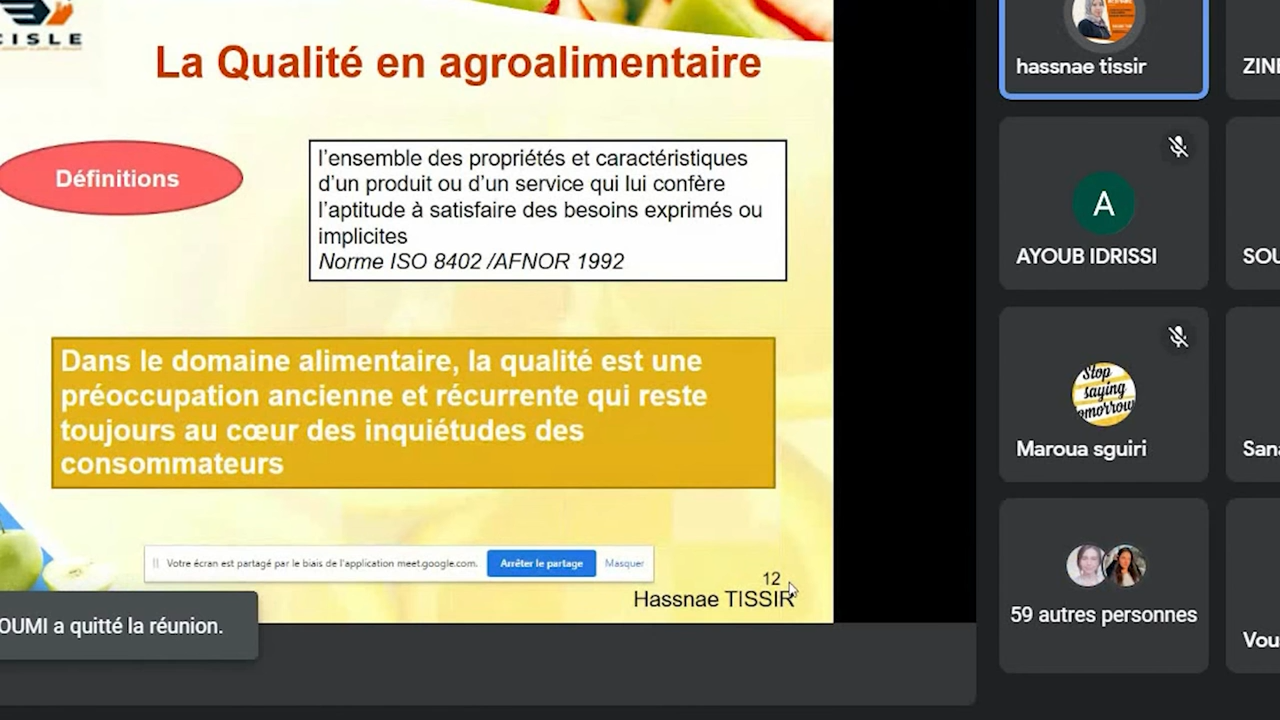 CISLE
La Qualité en agroalimentaire
Définitions
l'ensemble des propriétés et caractéristiques
d'un produit ou d'un service qui lui confère
l'aptitude à satisfaire des besoins exprimés ou
implicites
Norme ISO 8402 /AFNOR 1992
Dans le domaine alimentaire, la qualité est une
préoccupation ancienne et récurrente qui reste
toujours au cœur des inquiétudes des
consommateurs
Votre écran est partagé par le biais de l'application meet.google.com.
Arrêter le partage
Masquer
12
Hassnae TISSIR
OUMI a quitté la réunion.
hassnae tissir
ZIN
A
AYOUB IDRISSI
SOU
Stop
saying
omorrow
Maroua sguiri
Sana
59 autres personnes
Vou